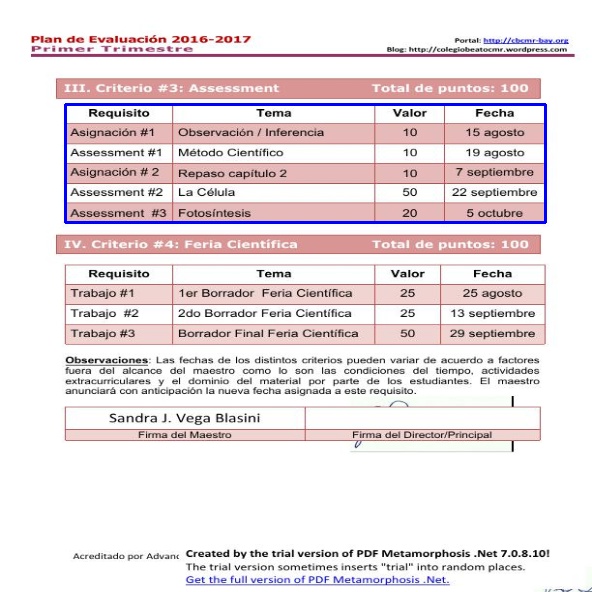 Plan de Evaluación 2016-2017
Primer Trimestre
Portal: http://cbcmr-bay.org
Blog: http://colegiobeatocmr.wordpress.com
III. Criterio #3: Assessment Total de puntos: 100
Requisito Tema Valor Fecha
Asignación #1 Observación / Inferencia 10 15 agosto
Assessment #1 Método Científico 10 19 agosto
Asignación # 2 Repaso capítulo 2 10 7 septiembre
Assessment #2 La Célula 50 22 septiembre
Assessment #3 Fotosíntesis 20 5 octubre
IV. Criterio #4: Feria Científica Total de puntos: 100
Requisito Tema Valor Fecha
Trabajo #1 1er Borrador Feria Científica 25 25 agosto
Trabajo #2 2do Borrador Feria Científica 25 13 septiembre
Trabajo #3 Borrador Final Feria Científica 50 29 septiembre
Observaciones: Las fechas de los distintos criterios pueden variar de acuerdo a factores
fuera del alcance del maestro como lo son las condiciones del tiempo, actividades
extracurriculares y el dominio del material por parte de los estudiantes. El maestro
anunciará con anticipación la nueva fecha asignada a este requisito.
Sandra J. Vega Blasini
Firma del Maestro Firma del Director/Principal
Acreditado por Advanc
Created by the trial version of PDF Metamorphosis .Net 7.0.8.10!
The trial version sometimes inserts "trial" into random places.
Get the full version of PDF Metamorphosis .Net.